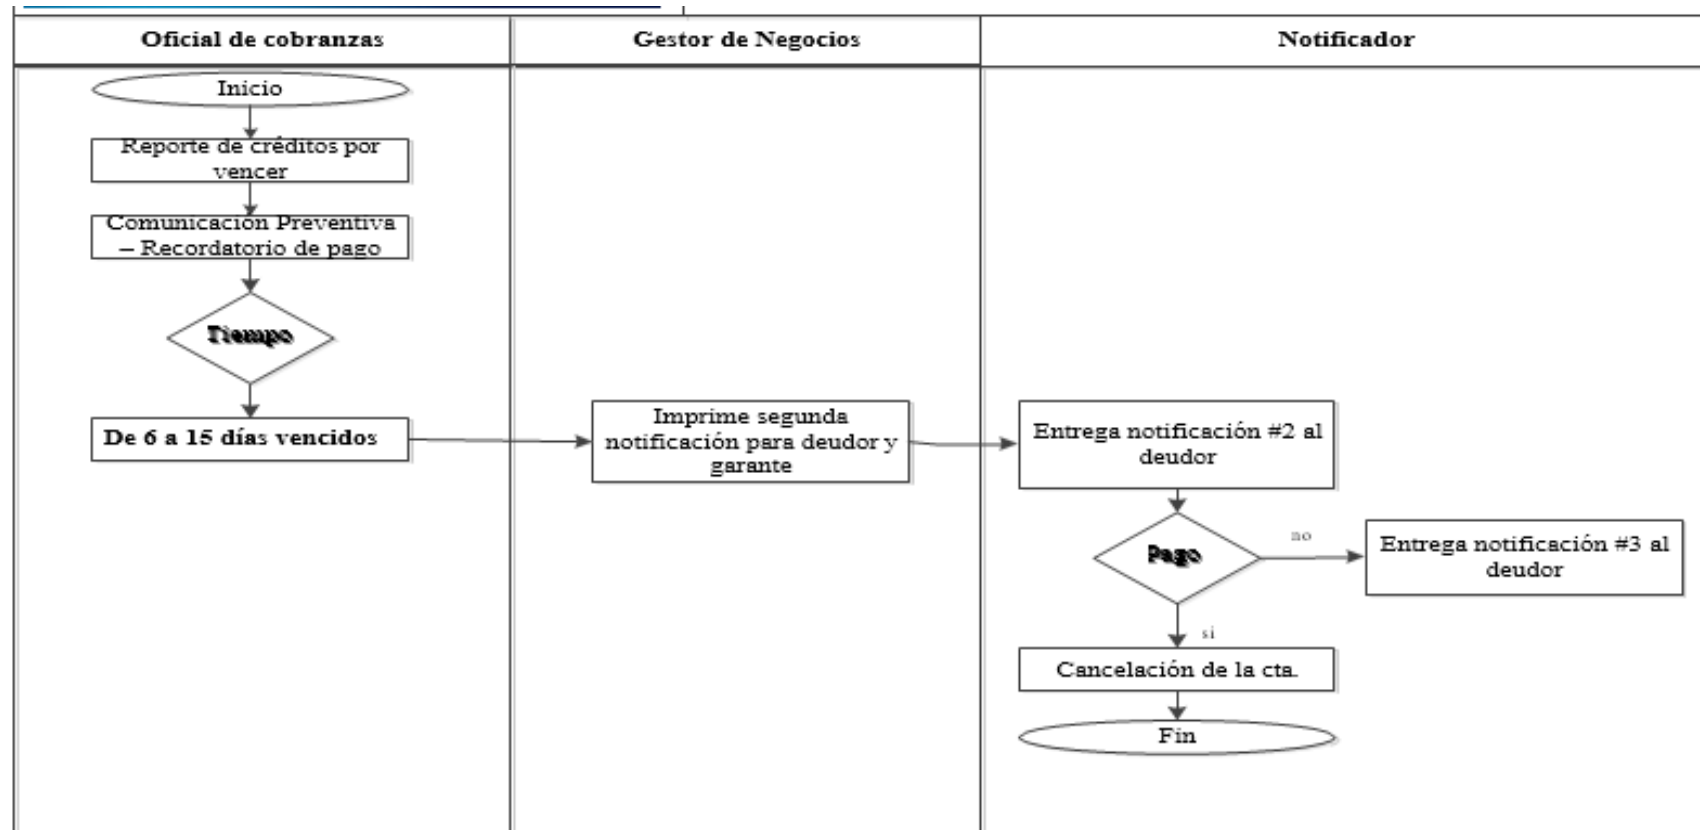 Oficial de cobranzas
Gestor de Negocios
Notificador
Inicio
Reporte de créditos por
vencer
Comunicación Preventiva
– Recordatorio de pago
Tiempo
De 6 a 15 días vencidos
Imprime segunda
notificación para deudor y
garante
Entrega notificación #2 al
deudor
Pago
no
Entrega notificación #3 al
deudor
si
Cancelación de la cta.
Fin